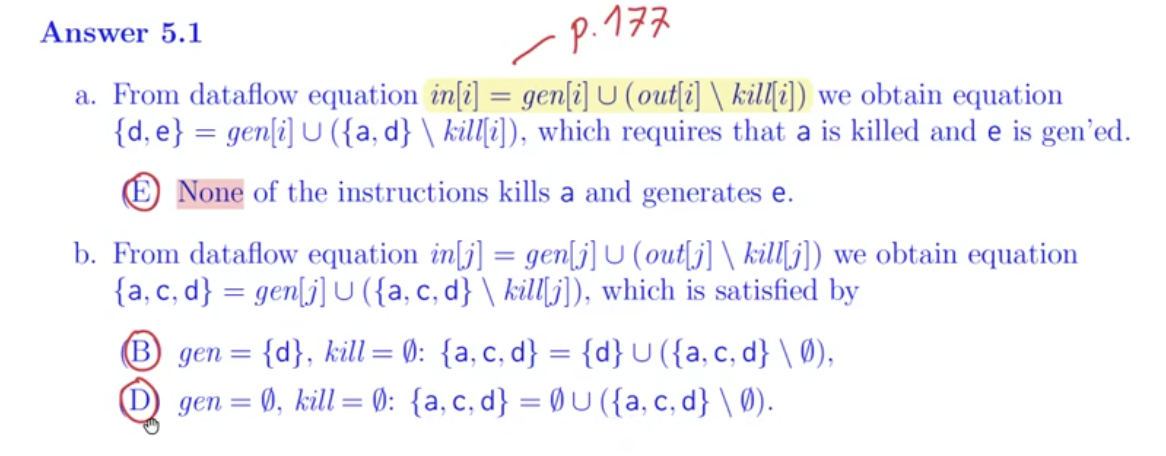 Answer 5.1
p.177
a. From dataflow equation in[i] = gen[i] ∪ (out[i] \ kill[i]) we obtain equation
{d, e} = gen[i] ∪ ({a, d} \ kill[i]), which requires that a is killed and e is gen'ed.
E None of the instructions kills a and generates e.
b. From dataflow equation in[j] = gen[j] ∪ (out[j] \ kill[j]) we obtain equation
{a, c, d} = gen[j] ∪ ({a, c, d} \ kill[j]), which is satisfied by
B gen = {d}, kill = ∅: {a, c, d} = {d} ∪ ({a, c, d} \ ∅),
D gen = ∅, kill = ∅: {a, c, d} = ∅ ∪ ({a, c, d} \ ∅).